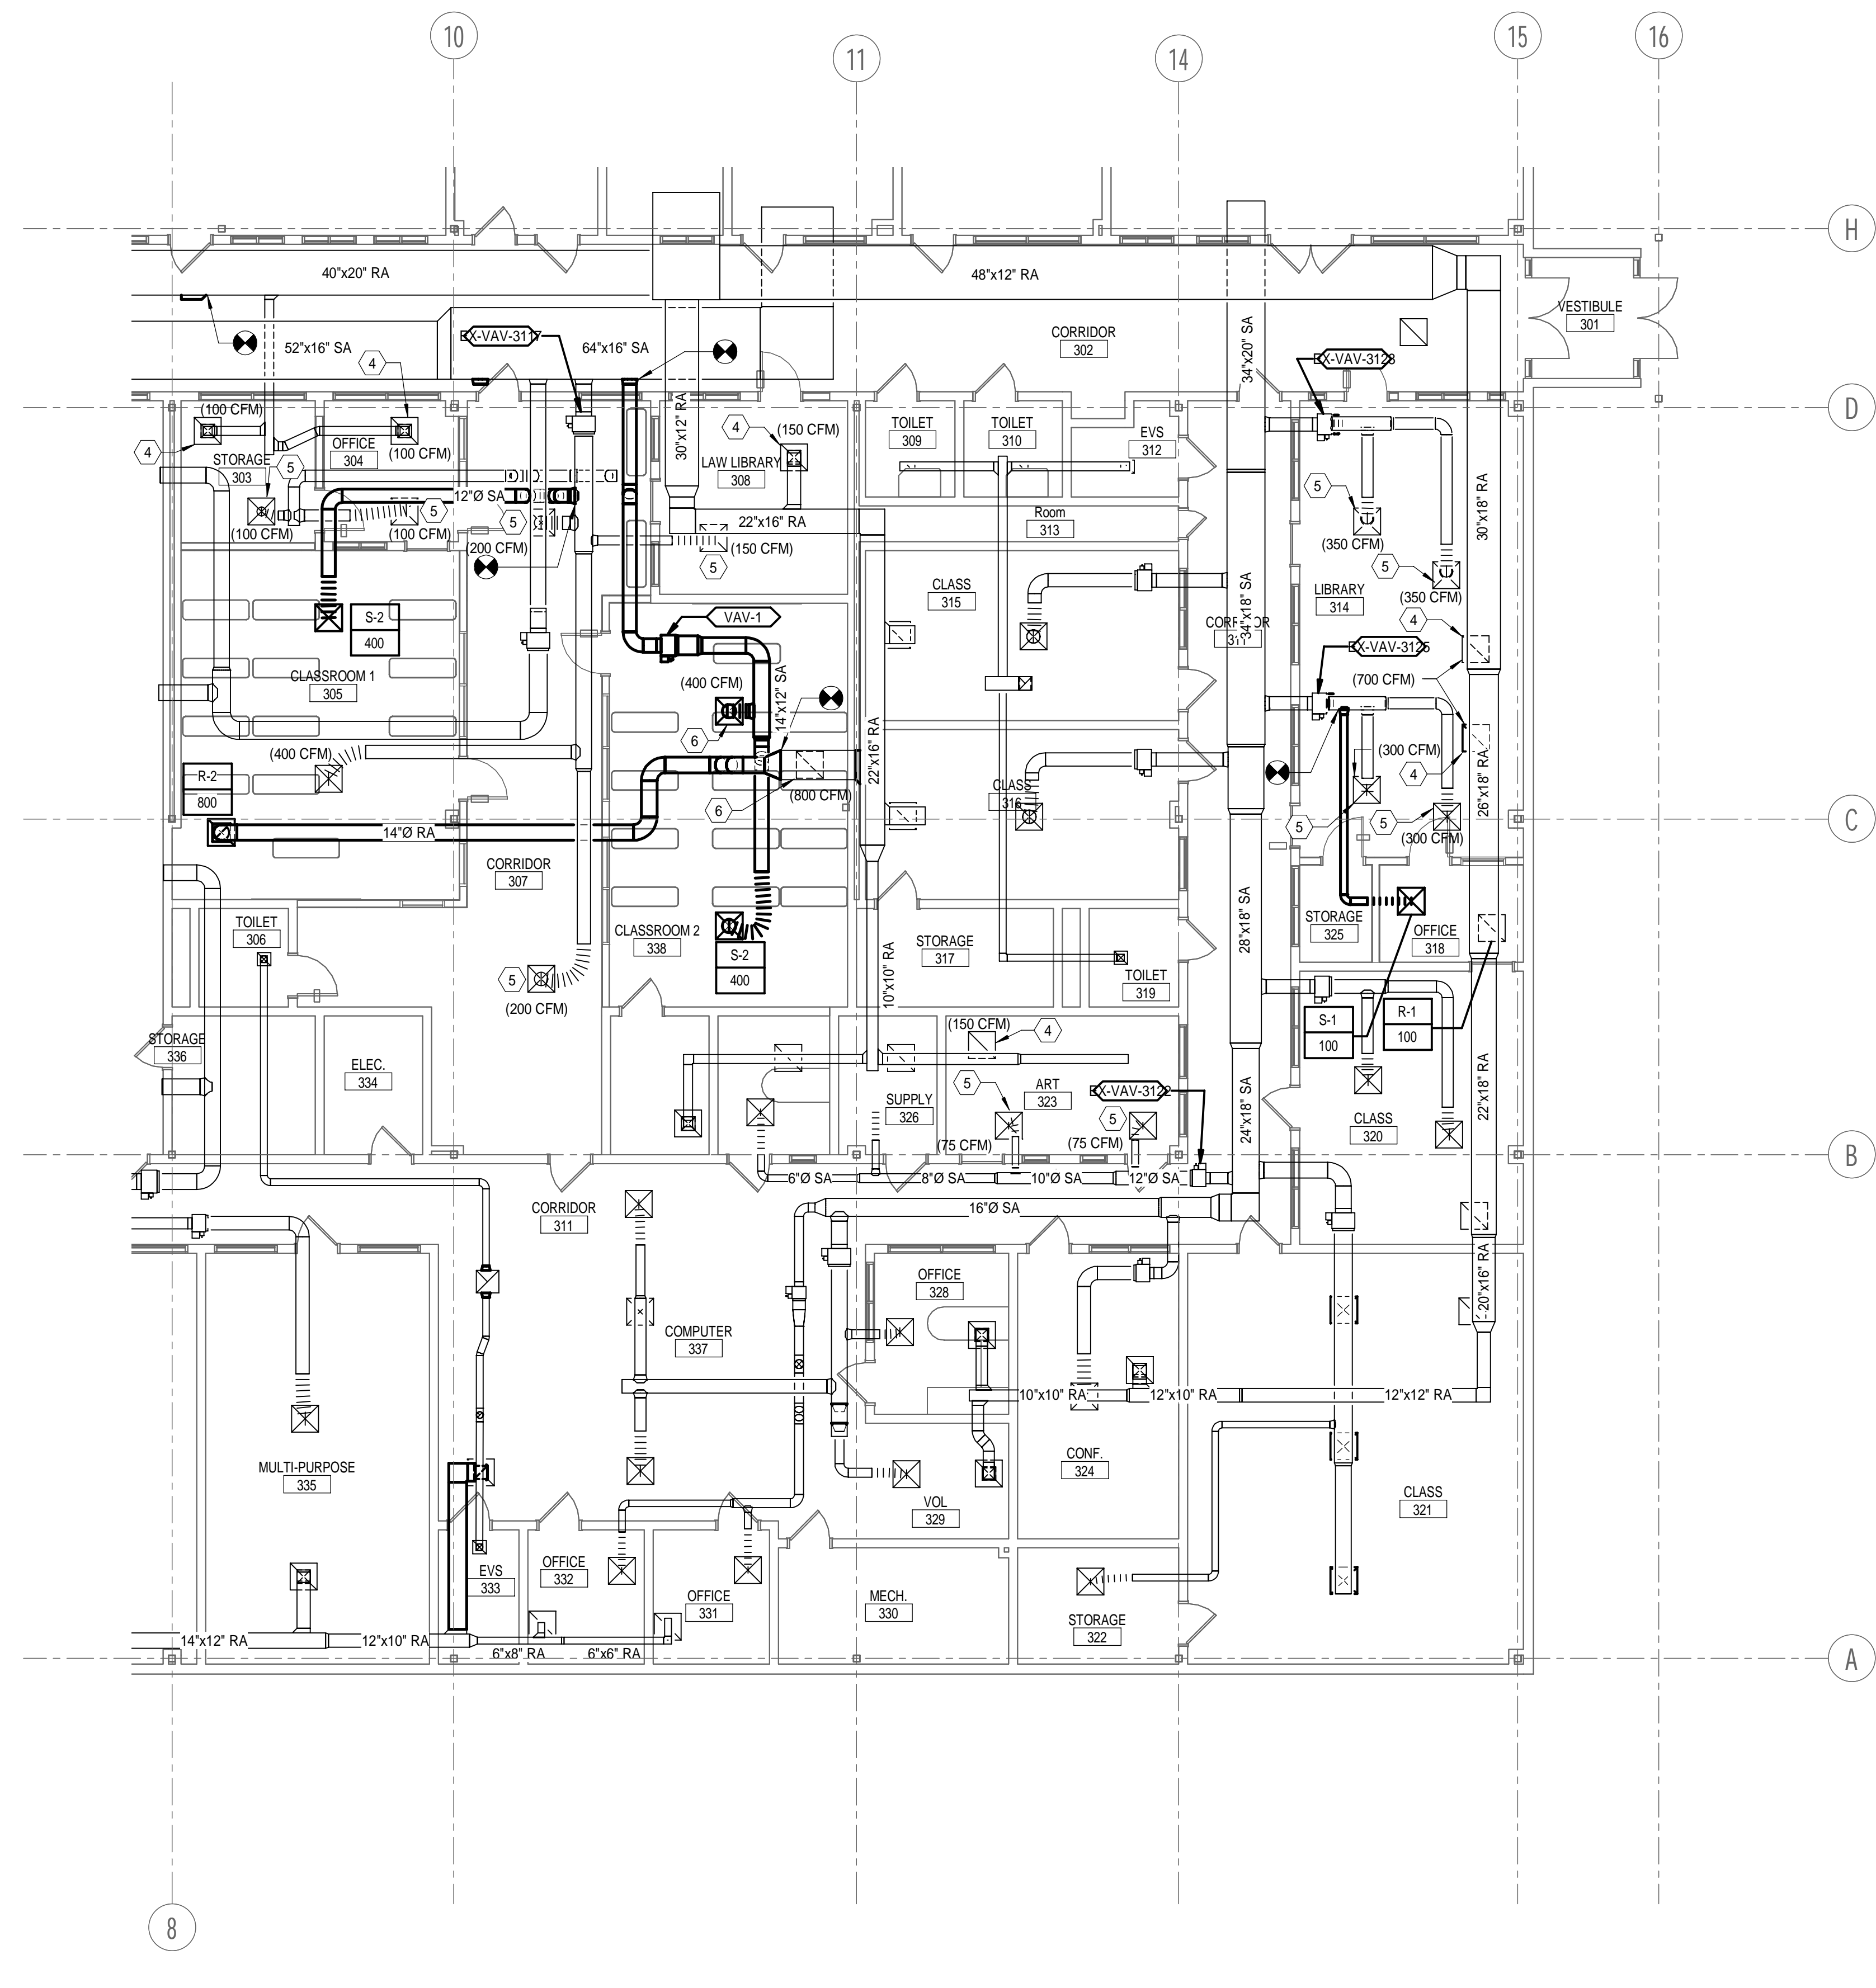 10
11
14
15
16
H
40"x20" RA
48"x12" RA
VESTIBULE
301
52"x16" SA
X-VAV-3117
64"x16" SA
CORRIDOR
302
34"x20" SA
X-VAV-3123
4
D
(100 CFM)
OFFICE
304
(100 CFM)
4
STORAGE
303
5
30"x12" RA
4
(150 CFM)
LAW LIBRARY
308
TOILET
309
TOILET
310
EVS
312
12"Ø SA
5
5
(100 CFM)
(100 CFM)
(200 CFM)
22"x16" RA
(150 CFM)
5
Room
313
5
(350 CFM)
30"x18" RA
5
(350 CFM)
CLASS
315
LIBRARY
314
34"x18" SA
S-2
400
VAV-1
4
X-VAV-3125
CLASSROOM 1
305
(400 CFM)
14"x12" SA
(700 CFM)
6
(400 CFM)
22"x16" RA
(300 CFM)
4
26"x18" RA
R-2
800
(800 CFM)
6
CLASS
316
5
5
(300 CFM)
C
14"Ø RA
CORRIDOR
307
TOILET
306
CLASSROOM 2
338
S-2
400
STORAGE
317
28"x18" SA
STORAGE
325
OFFICE
318
10"x10" RA
TOILET
319
5
(200 CFM)
S-1
100
R-1
100
STORAGE
336
ELEC.
334
(150 CFM)
4
5
ART
323
X-VAV-3122
SUPPLY
326
5
(75 CFM)
(75 CFM)
24"x18" SA
CLASS
320
22"x18" RA
B
6"Ø SA
8"Ø SA
10"Ø SA
12"Ø SA
CORRIDOR
311
16"Ø SA
OFFICE
328
20"x16" RA
COMPUTER
337
10"x10" RA
12"x10" RA
12"x12" RA
MULTI-PURPOSE
335
CONF.
324
CLASS
321
VOL
329
EVS
333
OFFICE
332
OFFICE
331
MECH.
330
STORAGE
322
14"x12" RA
12"x10" RA
6"x8" RA
6"x6" RA
A
8